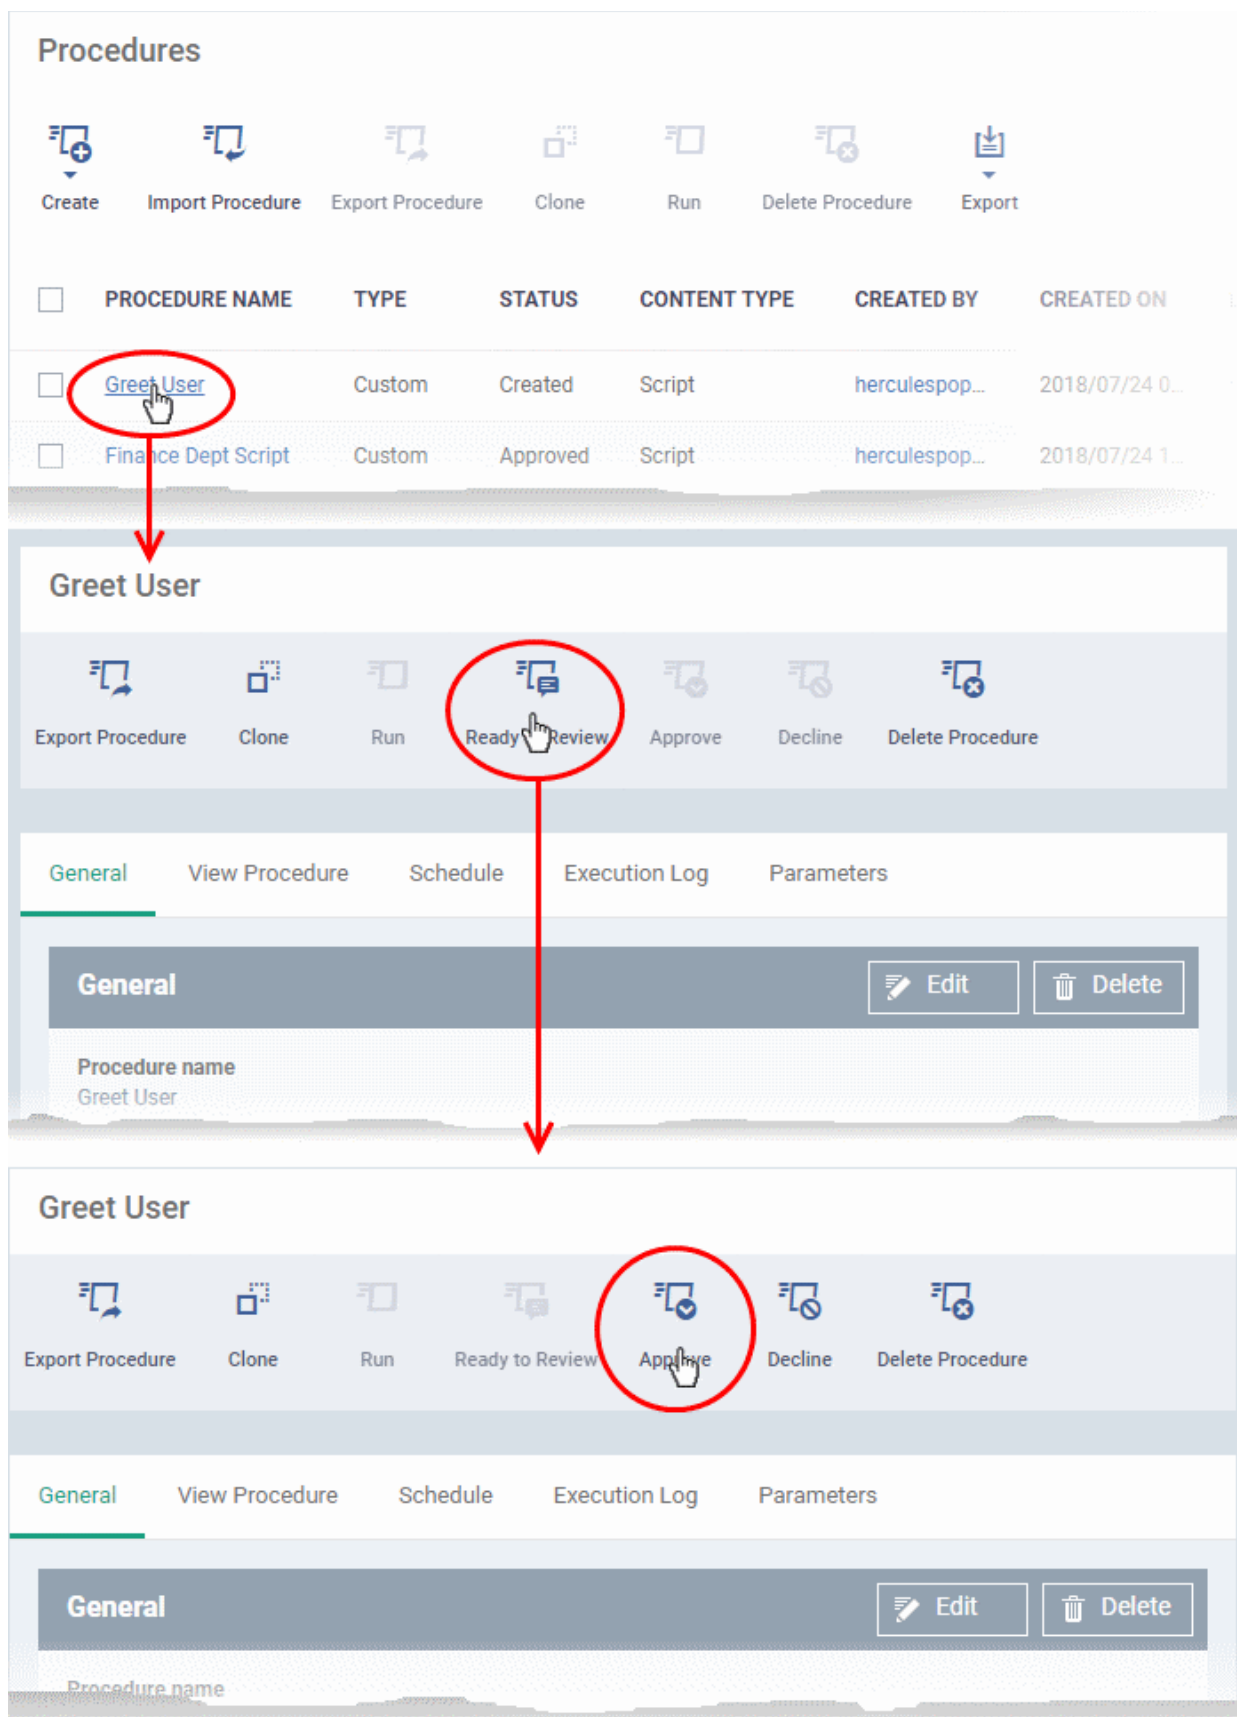 Procedures
Create Import Procedure Export Procedure Clone Run Delete Procedure Export
PROCEDURE NAME TYPE STATUS CONTENT TYPE CREATED BY CREATED ON
Greet User Custom Created Script herculespop... 2018/07/24 0...
Finance Dept Script Custom Approved Script herculespop... 2018/07/24 1...
Greet User
Export Procedure Clone Run Ready Review Approve Decline Delete Procedure
General View Procedure Schedule Execution Log Parameters
General Edit Delete
Procedure name
Greet User
Greet User
Export Procedure Clone Run Ready to Review Approve Decline Delete Procedure
General View Procedure Schedule Execution Log Parameters
General Edit Delete
Procedure name